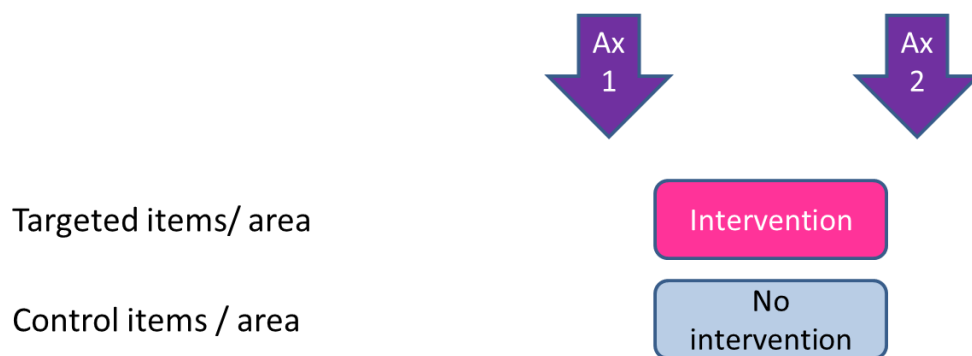 Ax
1
Ax
2
Targeted items/ area
Intervention
Control items / area
No
intervention